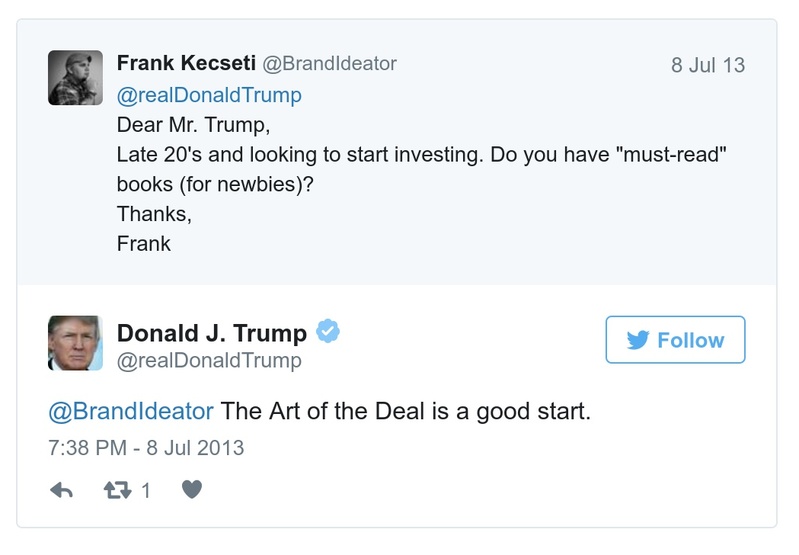 Frank Kecseti @BrandIdeator 8 Jul 13
@realDonaldTrump
Dear Mr. Trump,
Late 20's and looking to start investing. Do you have "must-read"
books (for newbies)?
Thanks,
Frank
Donald J. Trump
@realDonaldTrump
Follow
@BrandIdeator The Art of the Deal is a good start.
7:38 PM - 8 Jul 2013
1